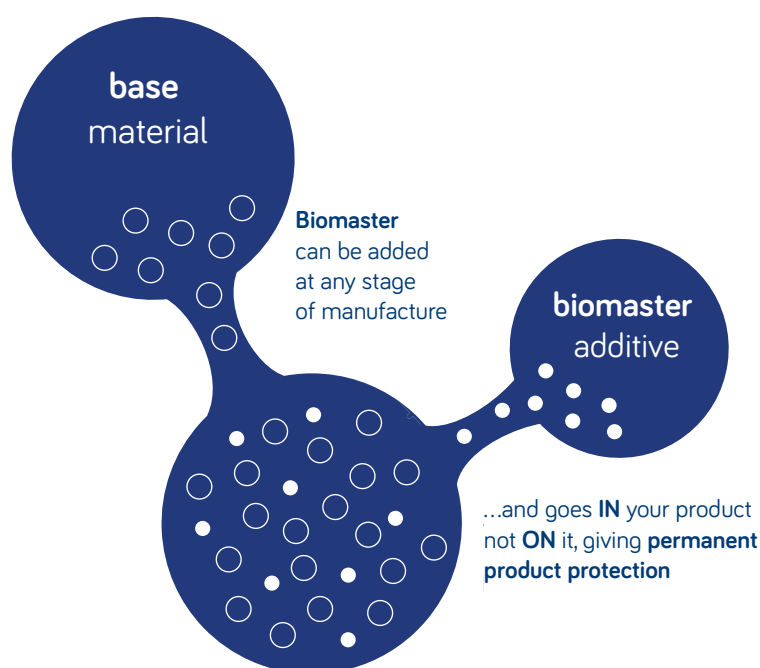 base
material
Biomaster
can be added
at any stage
of manufacture
biomaster
additive
...and goes IN your product
not ON it, giving permanent
product protection